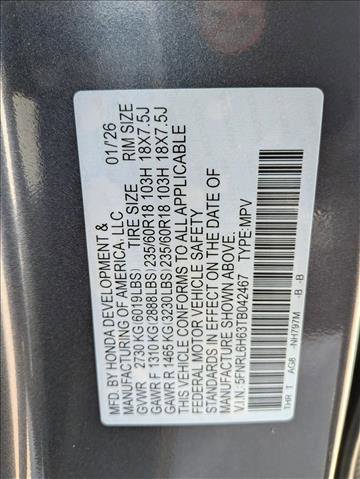 MFD. BY HONDA DEVELOPMENT & 01/'26
MANUFACTURING OF AMERICA, LLC
TIRE SIZE RIM SIZE
GVWR 2730 KG(6019LBS)
GAWR F 1310 KG(2888LBS) 235/60R18 103H 18X7.5J
GAWR R 1465 KG(3230LBS) 235/60R18 103H 18X7.5J
THIS VEHICLE CONFORMS TO ALL APPLICABLE
FEDERAL MOTOR VEHICLE SAFETY
STANDARDS IN EFFECT ON THE DATE OF
MANUFACTURE SHOWN ABOVE.
V.I.N.: 5FNRL6H63TB042467 TYPE: MPV
THR T AG8 -NH797M -B -B